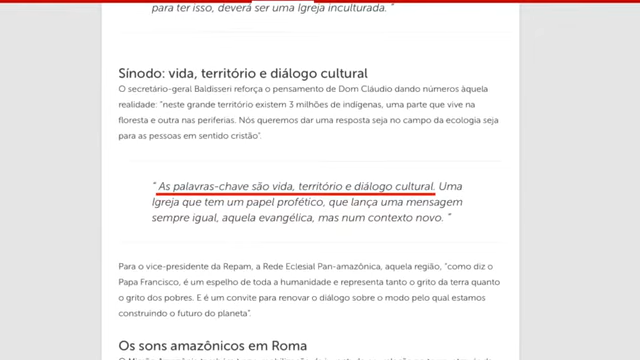 para ter isso, deverá ser uma Igreja inculturada. ”
Sínodo: vida, território e diálogo cultural
O secretário-geral Baldisseri reforça o pensamento de Dom Cláudio dando números àquela
realidade: “neste grande território existem 3 milhões de indígenas, uma parte que vive na
floresta e outra nas periferias. Nós queremos dar uma resposta seja no campo da ecologia seja
para as pessoas em sentido cristão”.
“ As palavras-chave são vida, território e diálogo cultural. Uma
Igreja que tem um papel profético, que lança uma mensagem
sempre igual, aquela evangélica, mas num contexto novo. ”
Para o vice-presidente da Repam, a Rede Eclesial Pan-amazônica, aquela região, “como diz o
Papa Francisco, é um espelho de toda a humanidade e representa tanto o grito da terra quanto
o grito dos pobres. E é um convite para renovar o diálogo sobre o modo pelo qual estamos
construindo o futuro do planeta”.
Os sons amazônicos em Roma